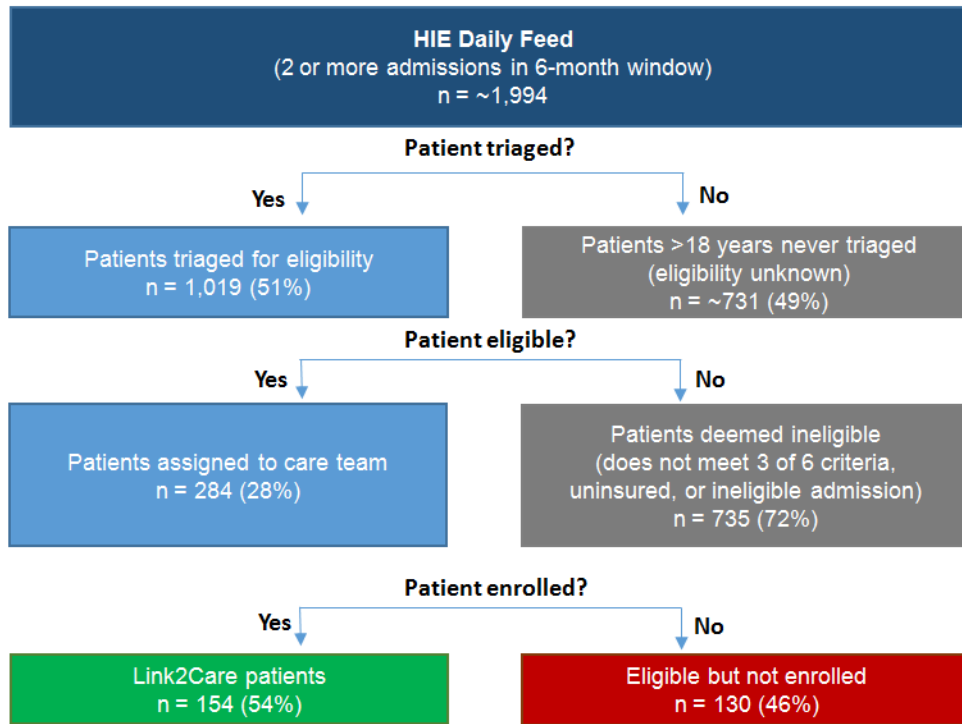 HIE Daily Feed
(2 or more admissions in 6-month window)
n = ~1,994
Patient triaged?
Yes
No
Patients triaged for eligibility
n = 1,019 (51%)
Patients >18 years never triaged
(eligibility unknown)
n = ~731 (49%)
Patient eligible?
Yes
No
Patients assigned to care team
n = 284 (28%)
Patients deemed ineligible
(does not meet 3 of 6 criteria,
uninsured, or ineligible admission)
n = 735 (72%)
Patient enrolled?
Yes
No
Link2Care patients
n = 154 (54%)
Eligible but not enrolled
n = 130 (46%)